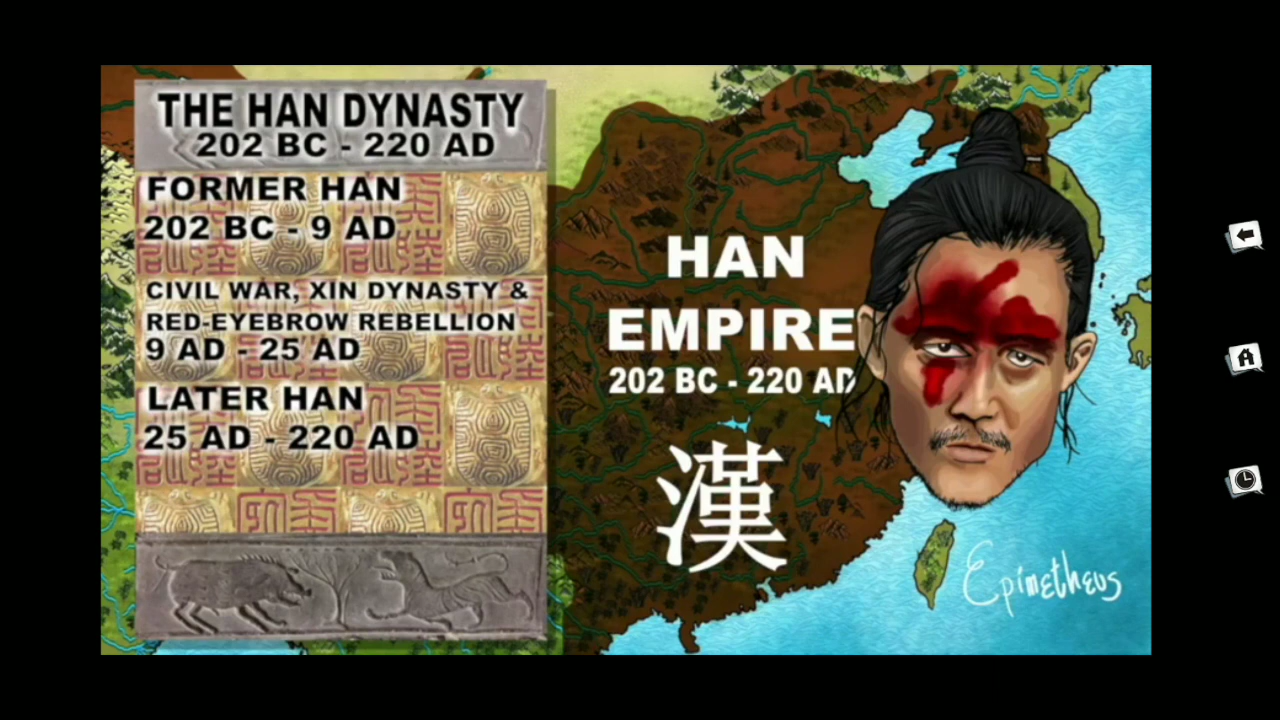 THE HAN DYNASTY
202 BC - 220 AD
FORMER HAN
202 BC - 9 AD
CIVIL WAR, XIN DYNASTY &
RED-EYEBROW REBELLION
9 AD - 25 AD
LATER HAN
25 AD - 220 AD
HAN
EMPIRE
202 BC - 220 AD
漢
Epimetheus